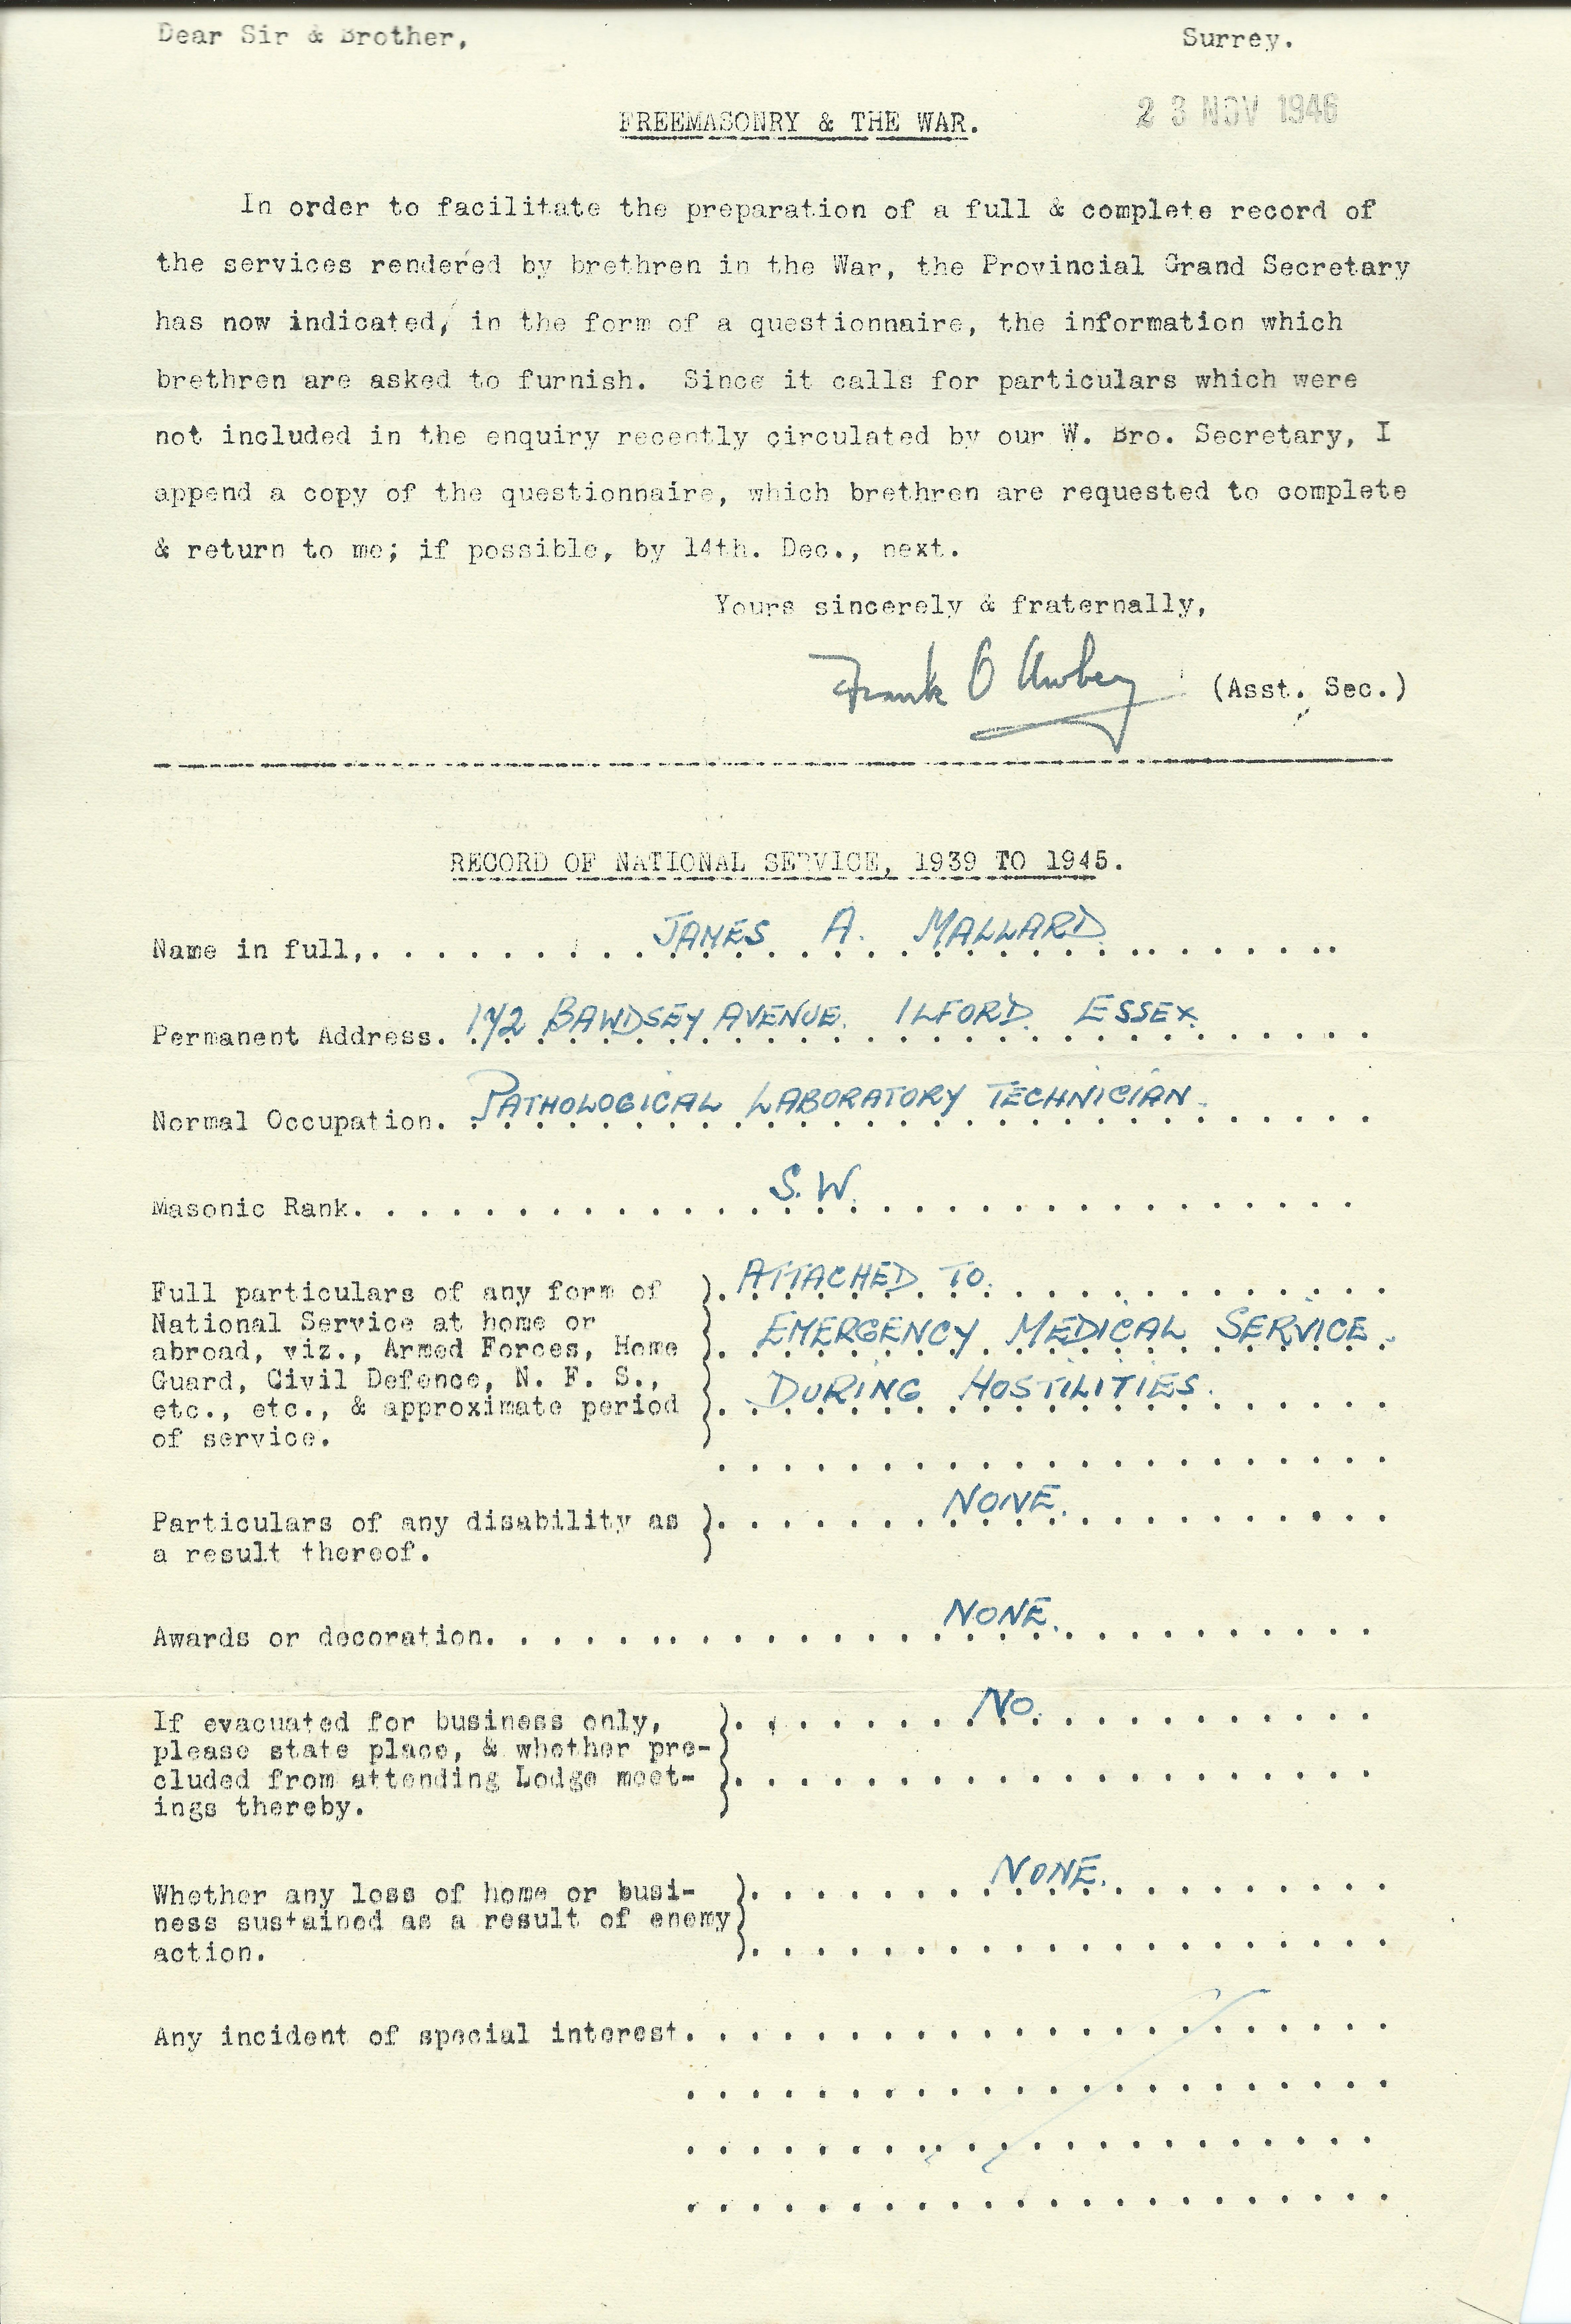 Dear Sir & Brother,
Surrey.
23 NOV 1946
FREEMASONRY & THE WAR.
In order to facilitate the preparation of a full & complete record of
the services rendered by brethren in the War, the Provincial Grand Secretary
has now indicated, in the form of a questionnaire, the information which
brethren are asked to furnish. Since it calls for particulars which were
not included in the enquiry recently circulated by our W. Bro. Secretary, I
append a copy of the questionnaire, which brethren are requested to complete
& return to me; if possible, by 14th. Dec., next.
Yours sincerely & fraternally,
Frank O (Asst. Sec.)
RECORD OF NATIONAL SERVICE, 1939 TO 1945.
Name in full, JAMES A. MALLARD
Permanent Address. BAWDSEY AVENUE. ILFORD. ESSEX.
Normal Occupation. PATHOLOGICAL LABORATORY TECHNICIAN.
Masonic Rank. S.W.
Full particulars of any form of ATTACHED TO.
National Service at home or
abroad, viz., Armed Forces, Home EMERGENCY MEDICAL SERVICE.
Guard, Civil Defence, N. F. S.,
etc., etc., & approximate period DURING HOSTILITIES.
of service.
Particulars of any disability as NONE.
a result thereof.
Awards or decoration. NONE.
If evacuated for business only, NO.
please state place, & whether pre-
cluded from attending Lodge meet-
ings thereby.
Whether any loss of home or busi- NONE.
ness sustained as a result of enemy
action.
Any incident of special interest.